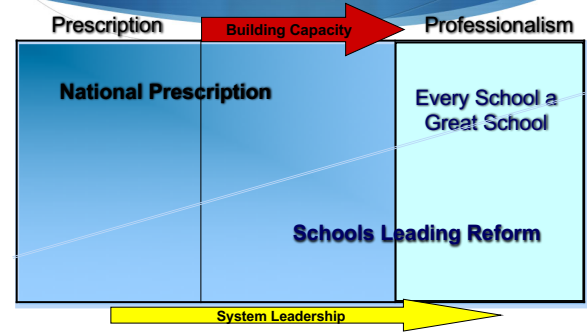 Prescription
Building Capacity
Professionalism
National Prescription
Every School a
Great School
Schools Leading Reform
System Leadership